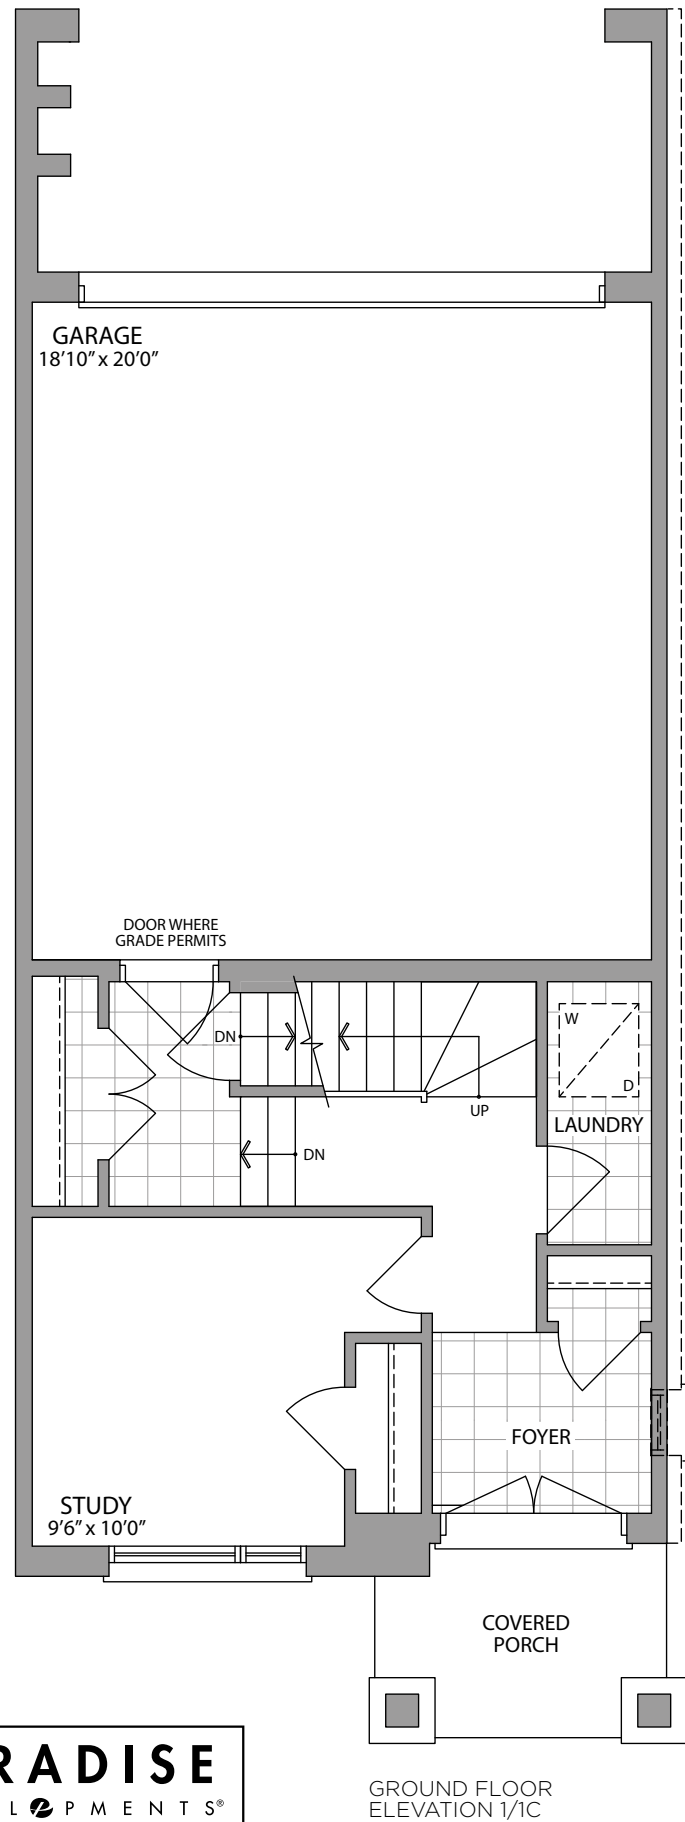 GARAGE
18'10" x 20'0"
DOOR WHERE
GRADE PERMITS
DN
W
D
UP
LAUNDRY
DN
FOYER
STUDY
9'6" x 10'0"
COVERED
PORCH
RADISE
L PMENTS®
GROUND FLOOR
ELEVATION 1/1C